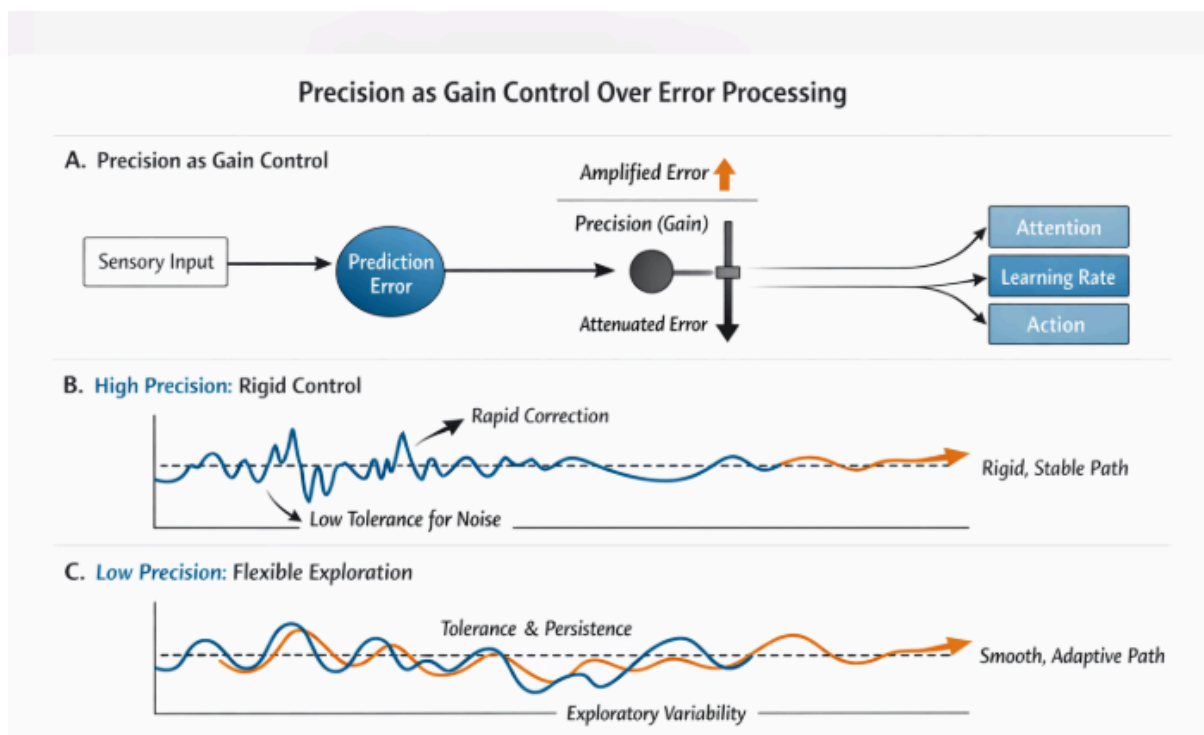 Precision as Gain Control Over Error Processing
A. Precision as Gain Control
Amplified Error
Precision (Gain)
Sensory Input
Prediction
Error
Attenuated Error
Attention
Learning Rate
Action
B. High Precision: Rigid Control
Rapid Correction
Rigid, Stable Path
Low Tolerance for Noise
C. Low Precision: Flexible Exploration
Tolerance & Persistence
Smooth, Adaptive Path
Exploratory Variability